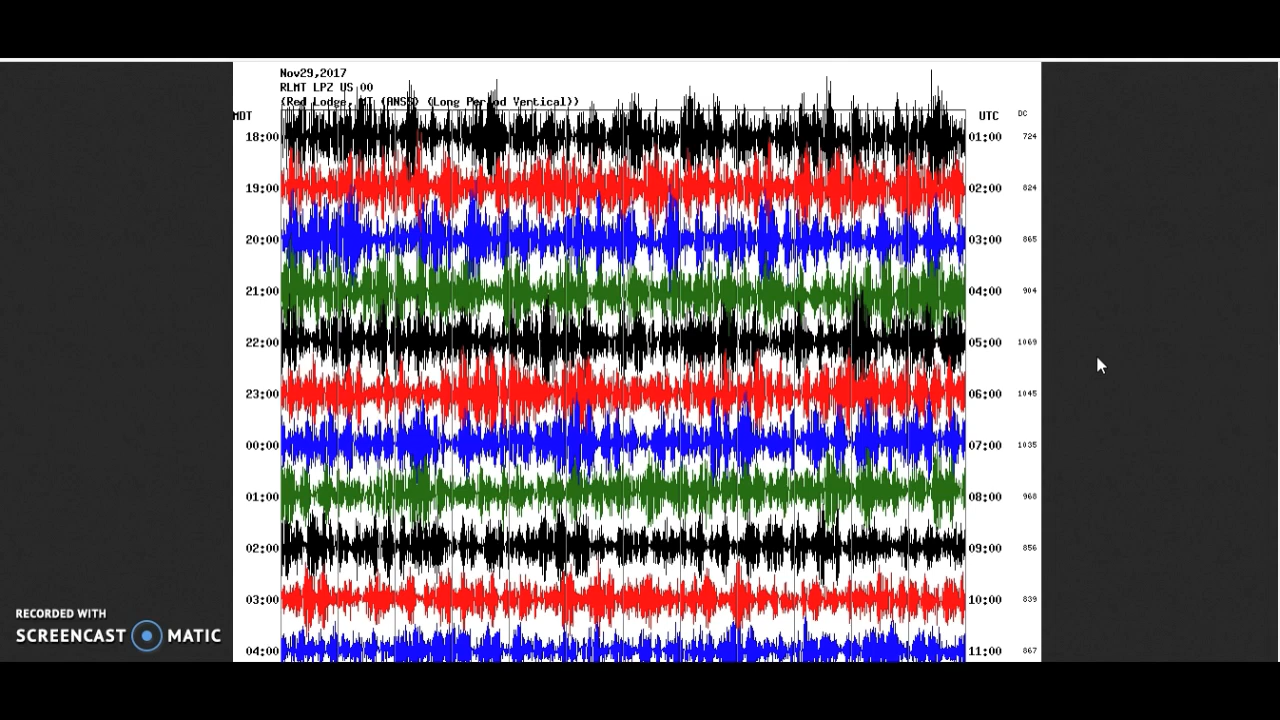 Nov29,2017
RLMT LPZ US 00
(Red Lodge, MT (ANSS) (Long Period Vertical))
MDT UTC DC
18:00 01:00 724
19:00 02:00 824
20:00 03:00 865
21:00 04:00 904
22:00 05:00 1069
23:00 06:00 1045
00:00 07:00 1035
01:00 08:00 968
02:00 09:00 856
03:00 10:00 839
04:00 11:00 867
RECORDED WITH
SCREENCAST MATIC